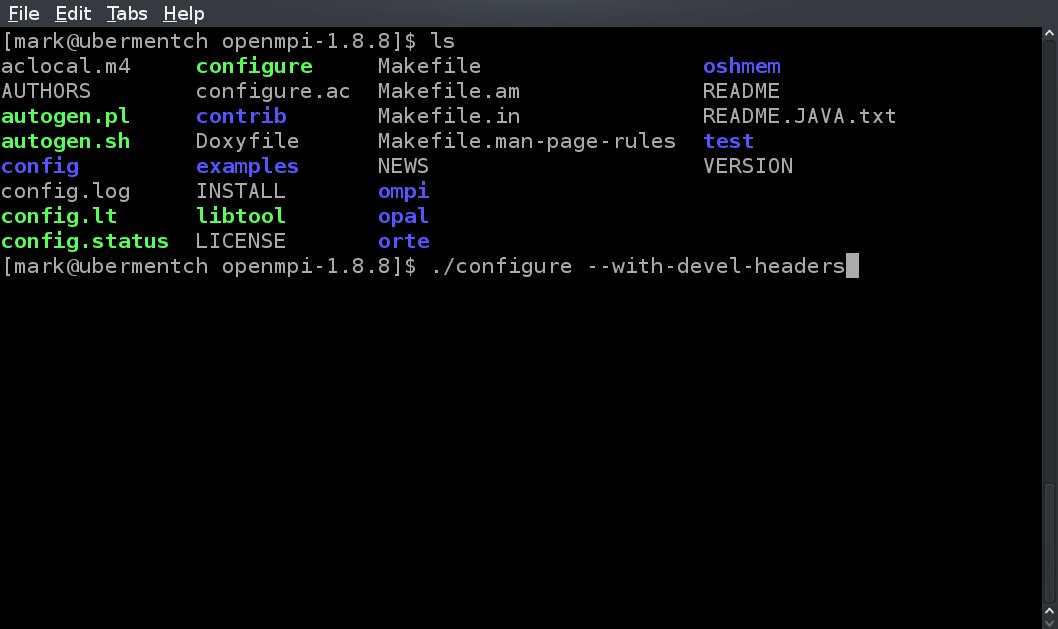 File Edit Tabs Help
[mark@ubermentch openmpi-1.8.8]$ ls
aclocal.m4 configure Makefile oshmem
AUTHORS configure.ac Makefile.am README
autogen.pl contrib Makefile.in README.JAVA.txt
autogen.sh Doxyfile Makefile.man-page-rules test
config examples NEWS VERSION
config.log INSTALL ompi
config.lt libtool opal
config.status LICENSE orte
[mark@ubermentch openmpi-1.8.8]$ ./configure --with-devel-headers